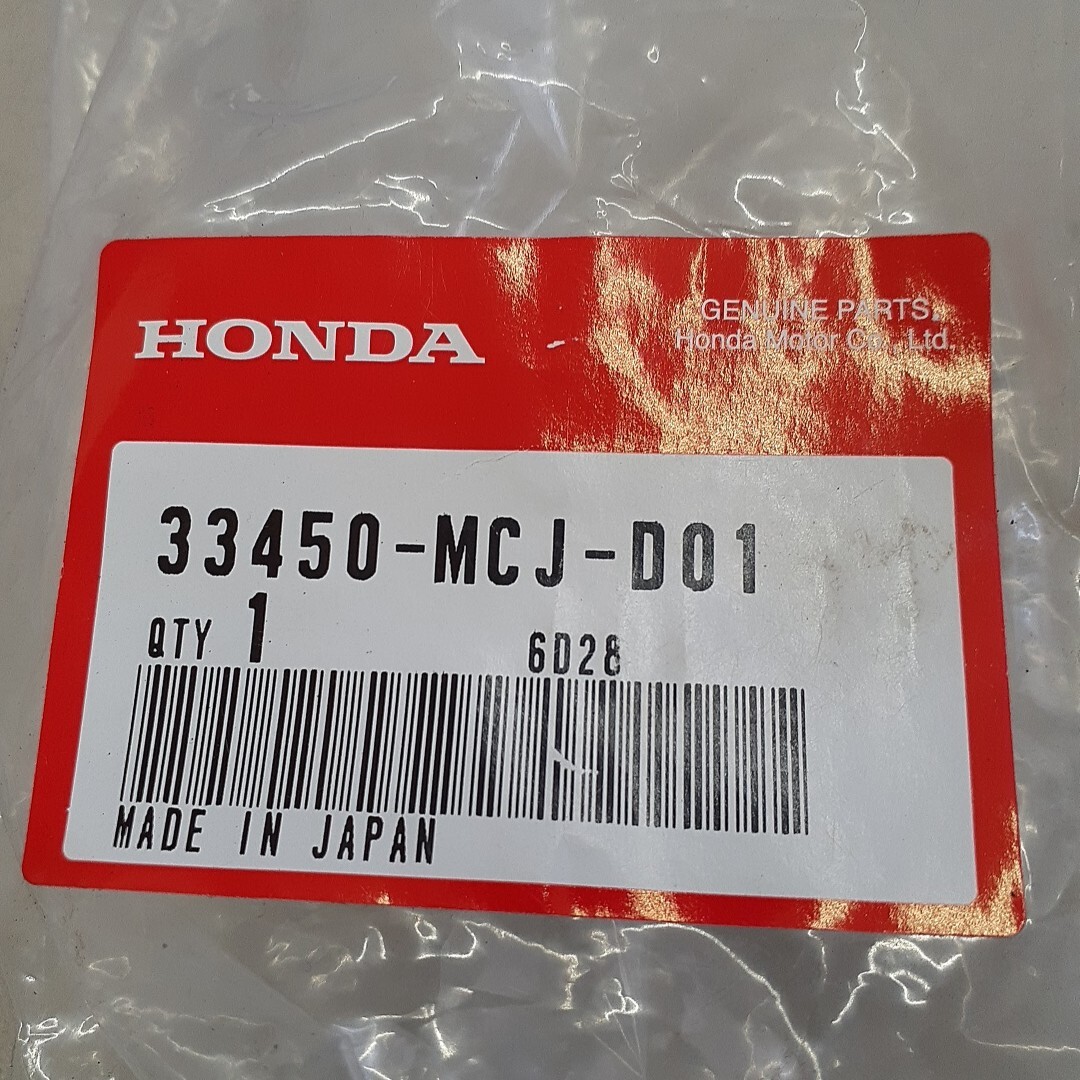 HONDA
GENUINE PARTS
Honda Motor Co., Ltd.
33450-MCJ-D01
QTY 1
6D28
MADE IN JAPAN